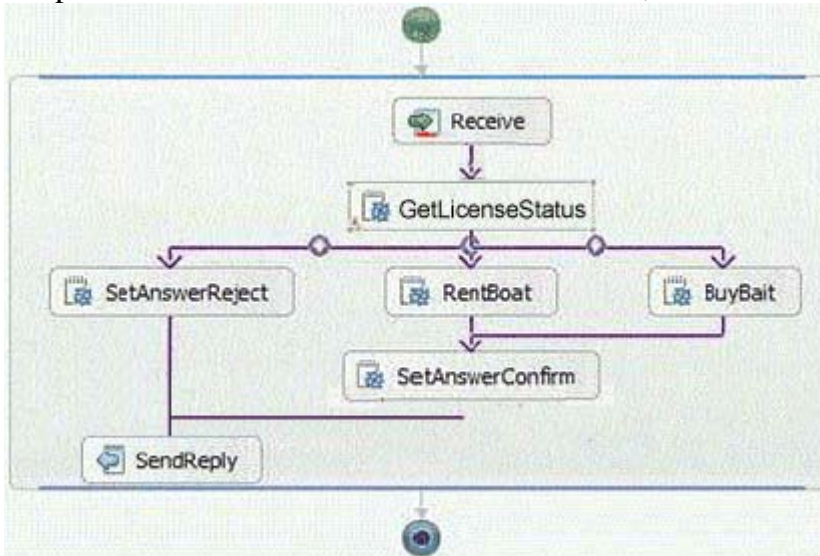 Receive
GetLicenseStatus
SetAnswerReject
RentBoat
BuyBait
SetAnswerConfirm
SendReply